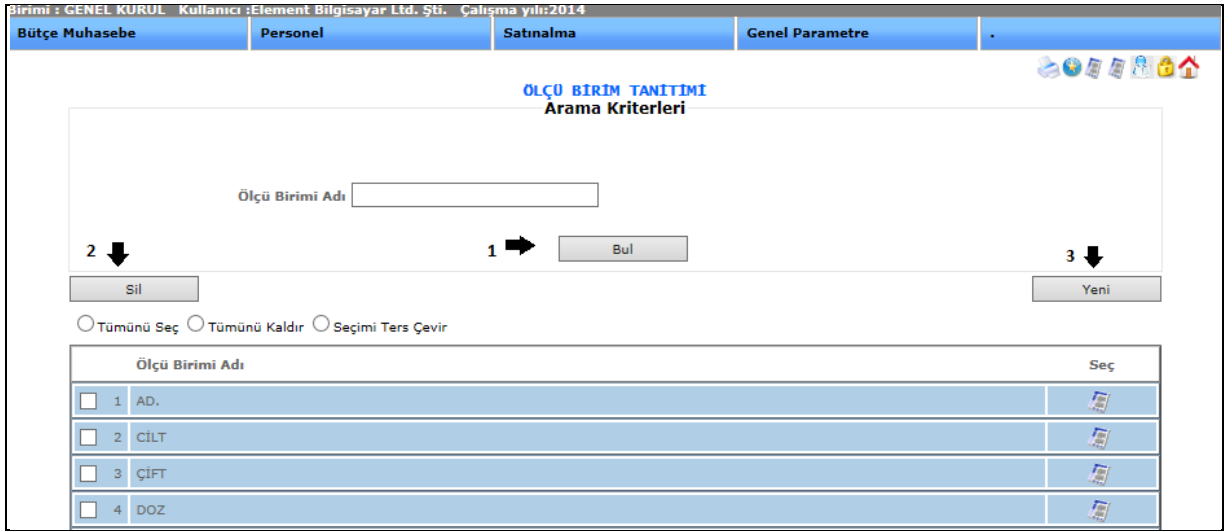 Birimi : GENEL KURUL Kullanıcı :Element Bilgisayar Ltd. Şti. Çalışma yılı:2014
Bütçe Muhasebe Personel Satınalma Genel Parametre .
ÖLÇÜ BİRİM TANITIMI
Arama Kriterleri
Ölçü Birimi Adı
2 1 Bul 3
Sil Yeni
Tümünü Seç Tümünü Kaldır Seçimi Ters Çevir
Ölçü Birimi Adı Seç
1 AD.
2 CİLT
3 ÇİFT
4 DOZ